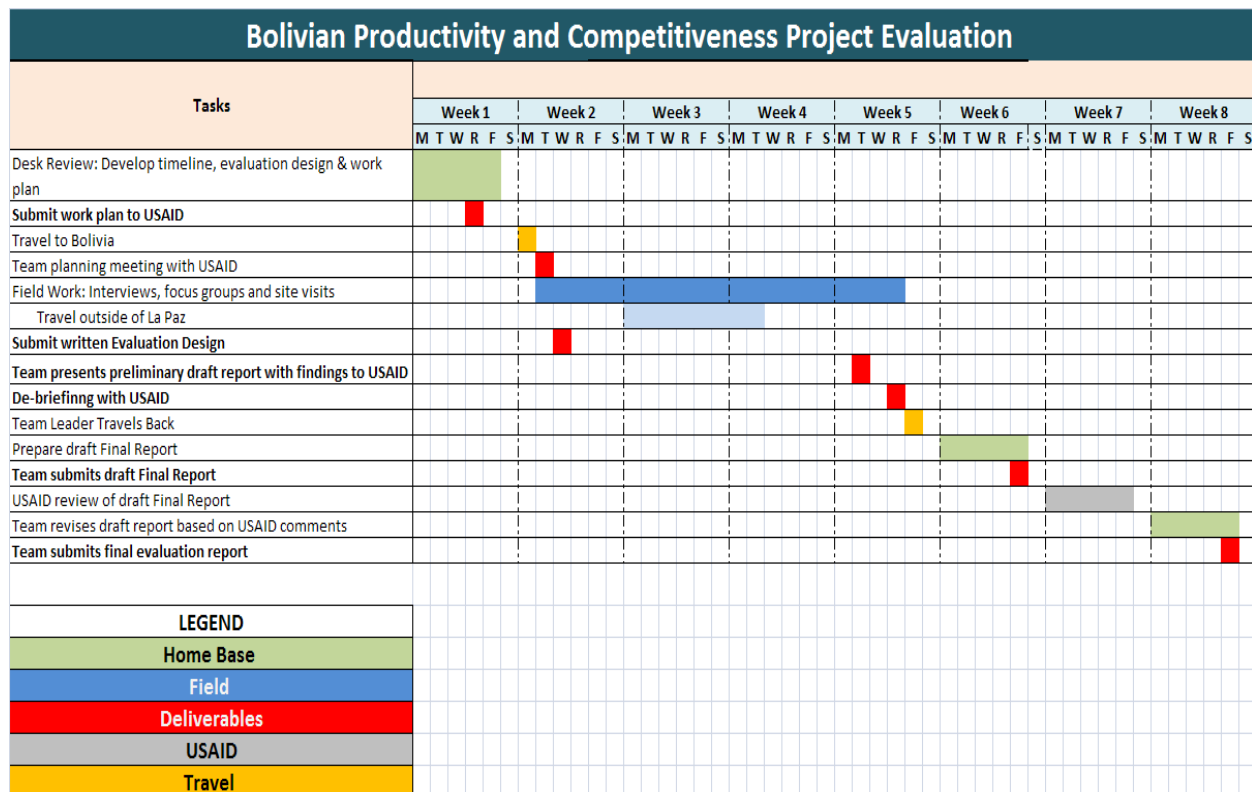 Bolivian Productivity and Competitiveness Project Evaluation
Tasks
Week 1 Week 2 Week 3 Week 4 Week 5 Week 6 Week 7 Week 8
M T W R F S M T W R F S M T W R F S M T W R F S M T W R F S M T W R F S M T W R F S M T W R F S
Desk Review: Develop timeline, evaluation design & work
plan
Submit work plan to USAID
Travel to Bolivia
Team planning meeting with USAID
Field Work: Interviews, focus groups and site visits
Travel outside of La Paz
Submit written Evaluation Design
Team presents preliminary draft report with findings to USAID
De-briefinng with USAID
Team Leader Travels Back
Prepare draft Final Report
Team submits draft Final Report
USAID review of draft Final Report
Team revises draft report based on USAID comments
Team submits final evaluation report
LEGEND
Home Base
Field
Deliverables
USAID
Travel